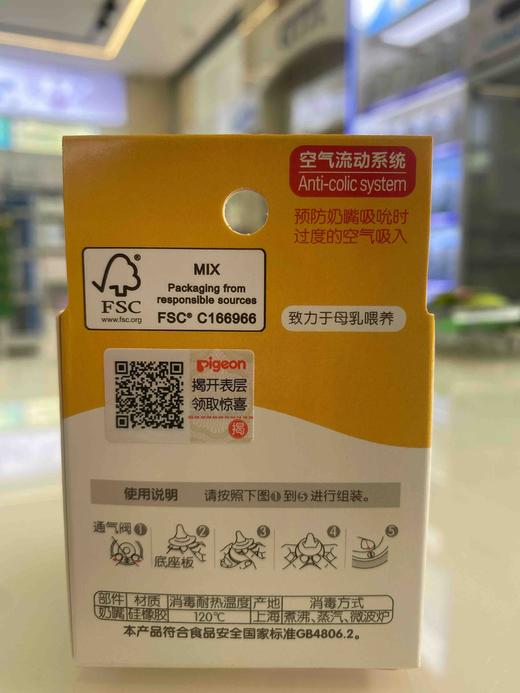 空气流动系统
Anti-colic system
预防奶嘴吸吮时
过度的空气吸入
MIX
Packaging from
responsible sources
FSC® C166966
FSC
www.fsc.org
致力于母乳喂养
Pigeon
揭开表层
领取惊喜
揭
使用说明 请按照下图①到⑤进行组装。
通气阀 ① ② ③ ④ ⑤
底座板
部件 材质 消毒耐热温度 产地 消毒方式
奶嘴 硅橡胶 120℃ 上海 煮沸、蒸汽、微波炉
本产品符合食品安全国家标准GB4806.2。